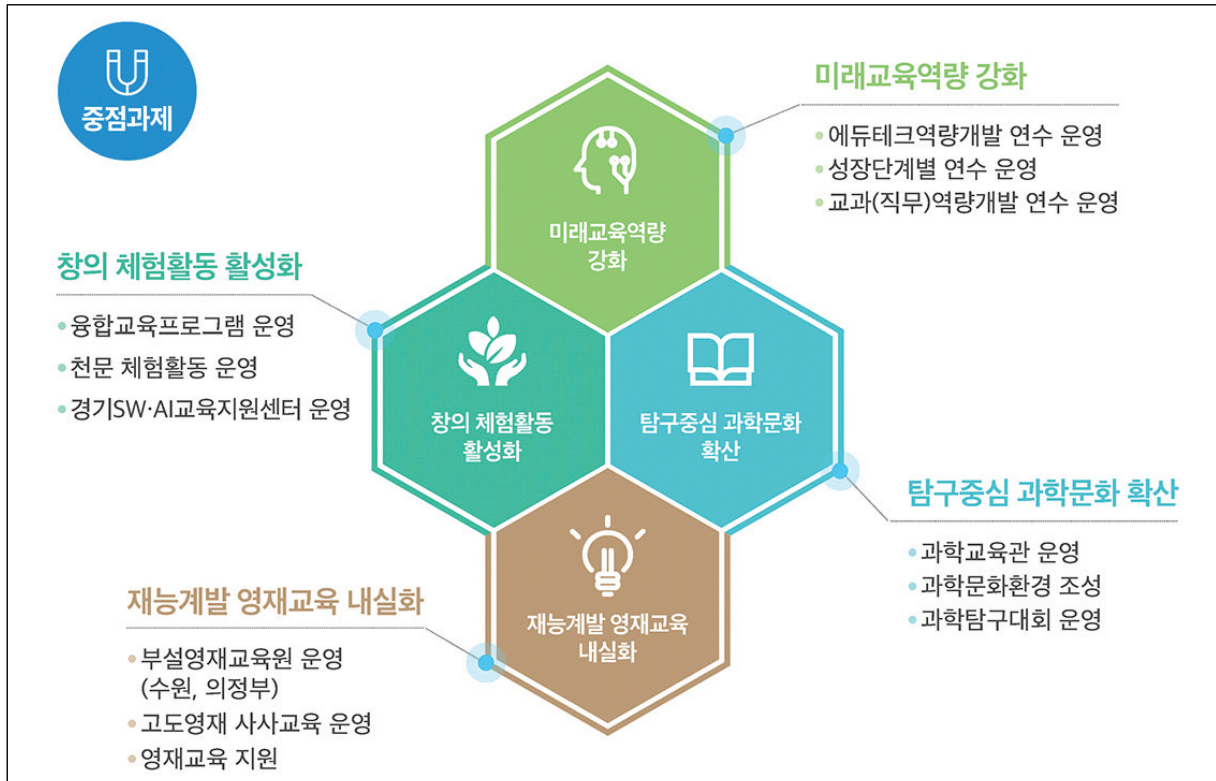 중점과제
미래교육역량 강화
• 에듀테크역량개발 연수 운영
• 성장단계별 연수 운영
• 교과(직무)역량개발 연수 운영
미래교육역량
강화
창의 체험활동 활성화
• 융합교육프로그램 운영
• 천문 체험활동 운영
• 경기SW·AI교육지원센터 운영
창의 체험활동
활성화
탐구중심 과학문화
확산
탐구중심 과학문화 확산
• 과학교육관 운영
• 과학문화환경 조성
• 과학탐구대회 운영
재능계발 영재교육 내실화
• 부설영재교육원 운영
(수원, 의정부)
• 고도영재 사사교육 운영
• 영재교육 지원
재능계발 영재교육
내실화